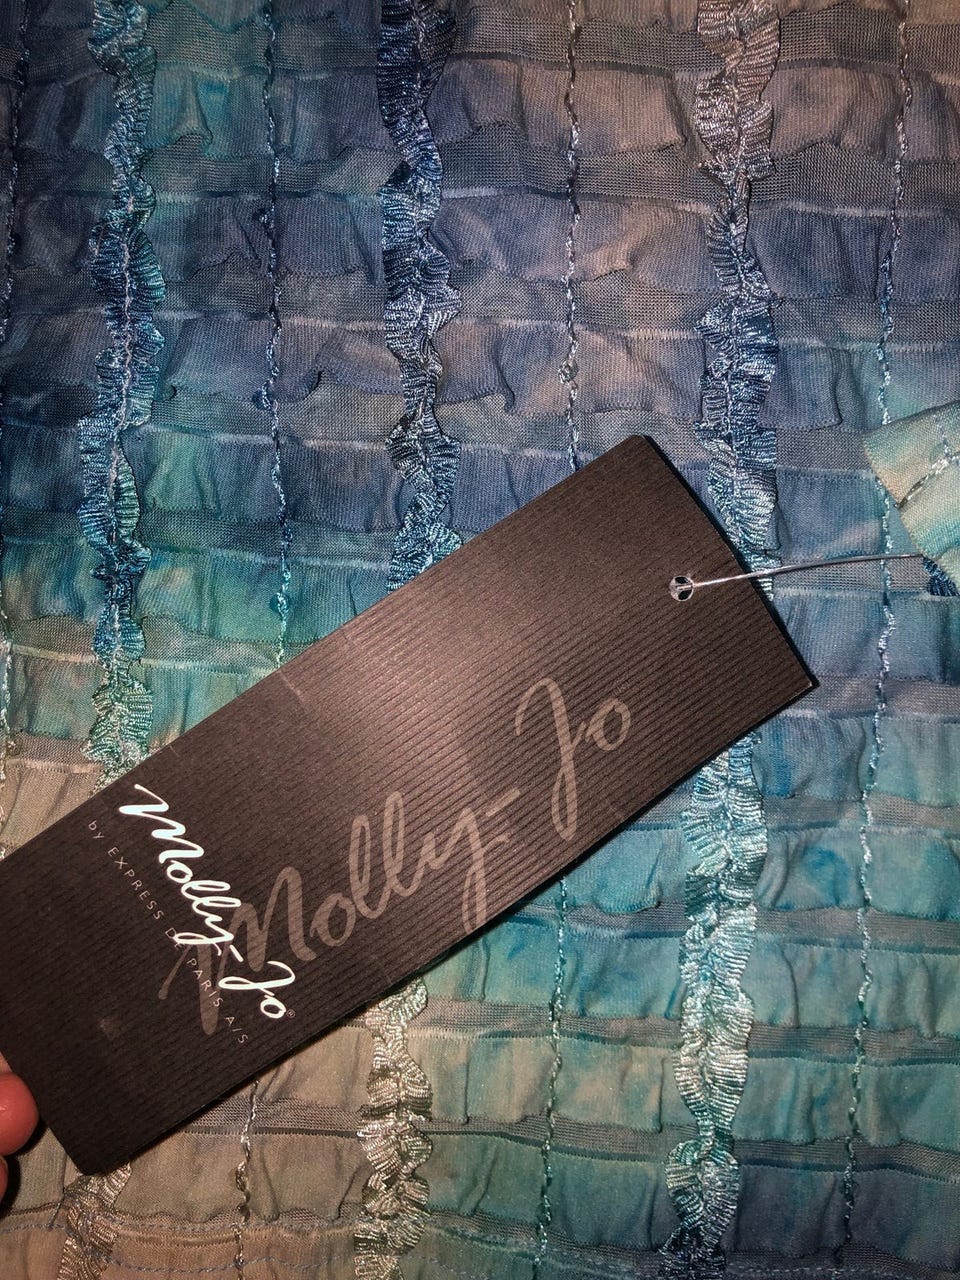 Molly-Jo
Molly-Jo®
by EXPRESS DE PARIS A/S